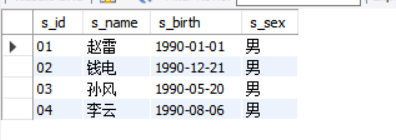 s_id s_name s_birth s_sex
01 赵雷 1990-01-01 男
02 钱电 1990-12-21 男
03 孙风 1990-05-20 男
04 李云 1990-08-06 男